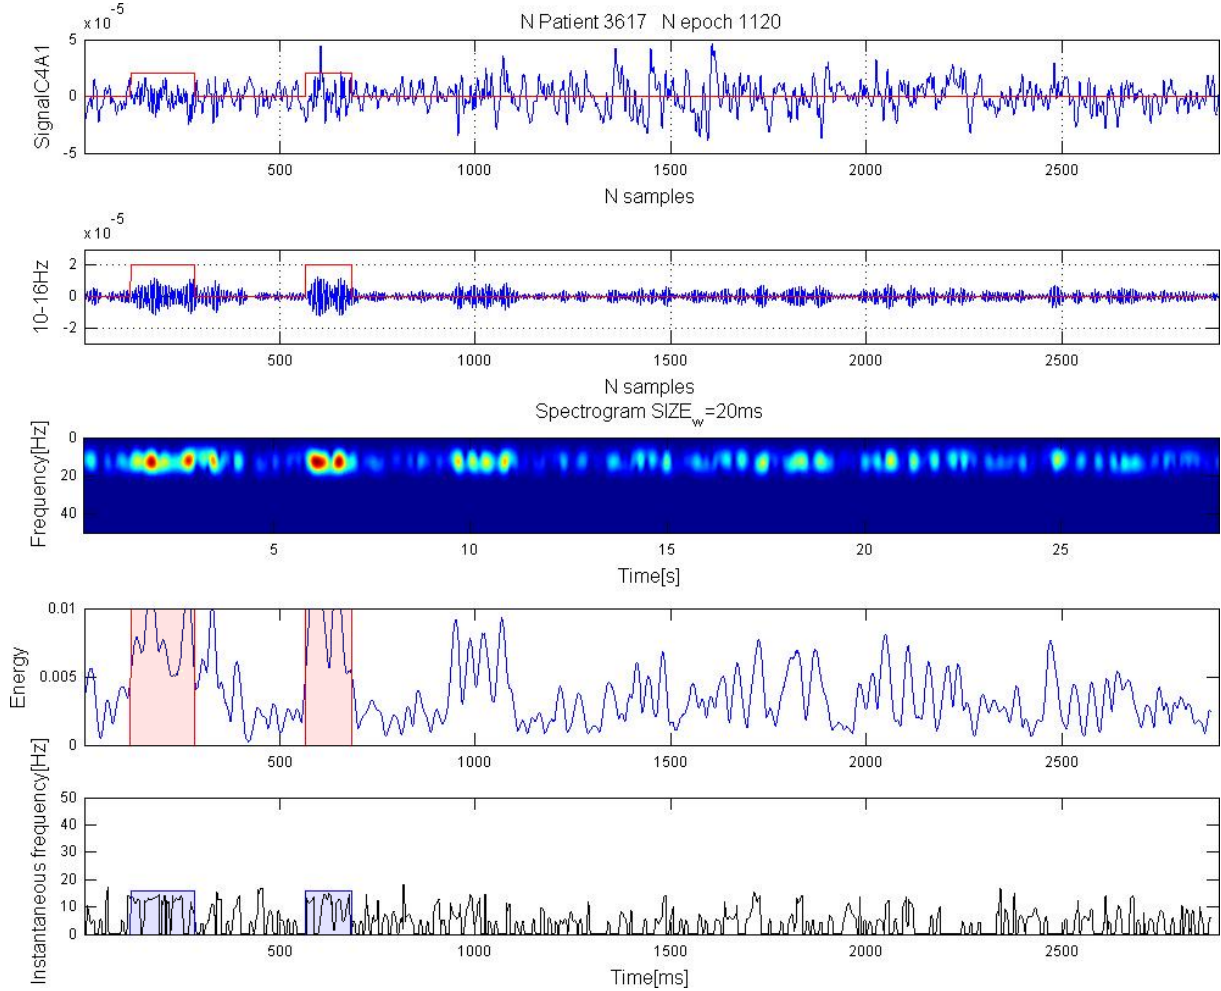 x 10^-5
N Patient 3617 N epoch 1120
SignalC4A1
5
0
-5
500 1000 1500 2000 2500
N samples
x 10^-5
10-16Hz
2
0
-2
500 1000 1500 2000 2500
N samples
Spectrogram SIZE_w=20ms
Frequency[Hz]
0
20
40
5 10 15 20 25
Time[s]
Energy
0.01
0.005
0
500 1000 1500 2000 2500
Instantaneous frequency[Hz]
50
40
30
20
10
0
500 1000 1500 2000 2500
Time[ms]